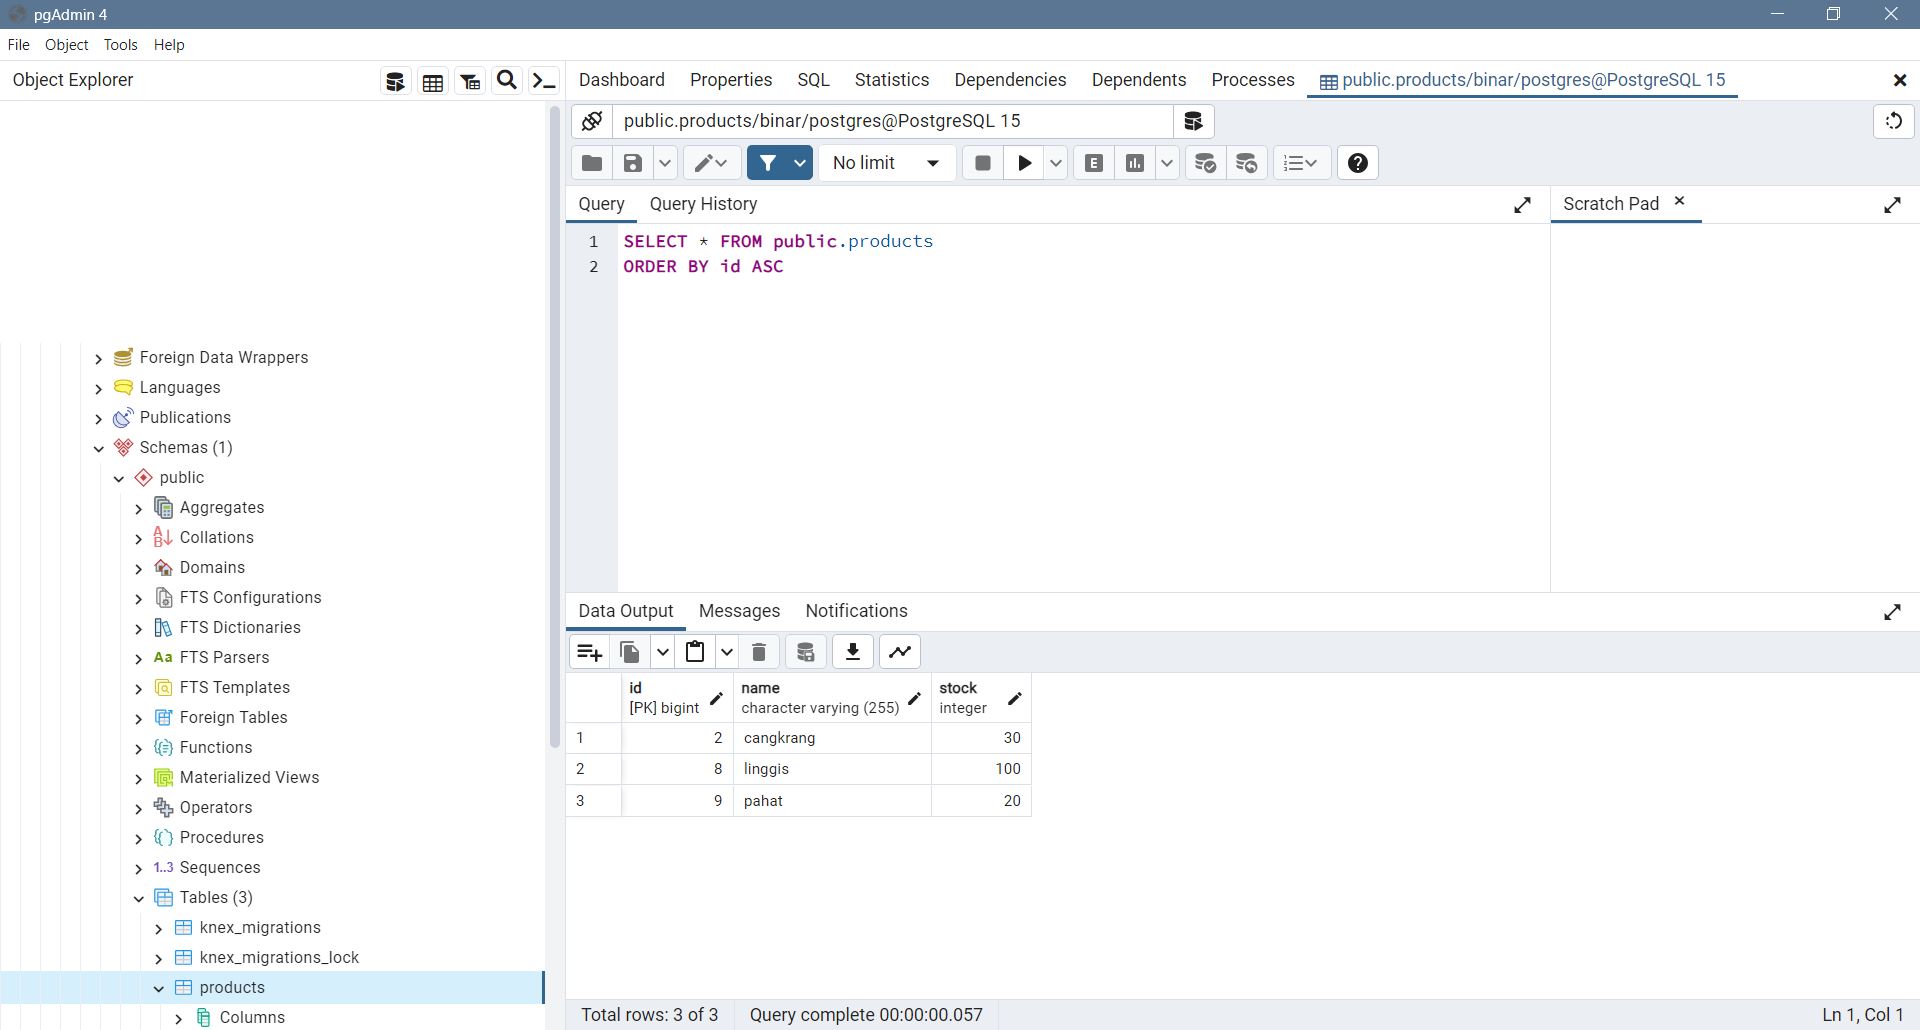 pgAdmin 4
File Object Tools Help
Object Explorer
Dashboard Properties SQL Statistics Dependencies Dependents Processes public.products/binar/postgres@PostgreSQL 15
public.products/binar/postgres@PostgreSQL 15
No limit
E
Query Query History
Scratch Pad
1 SELECT * FROM public.products
2 ORDER BY id ASC
Foreign Data Wrappers
Languages
Publications
Schemas (1)
public
Aggregates
Collations
Domains
FTS Configurations
FTS Dictionaries
Aa FTS Parsers
FTS Templates
Foreign Tables
Functions
Materialized Views
Operators
Procedures
1..3 Sequences
Tables (3)
knex_migrations
knex_migrations_lock
products
Columns
Data Output Messages Notifications
id name stock
[PK] bigint character varying (255) integer
1 2 cangkrang 30
2 8 linggis 100
3 9 pahat 20
Total rows: 3 of 3 Query complete 00:00:00.057 Ln 1, Col 1